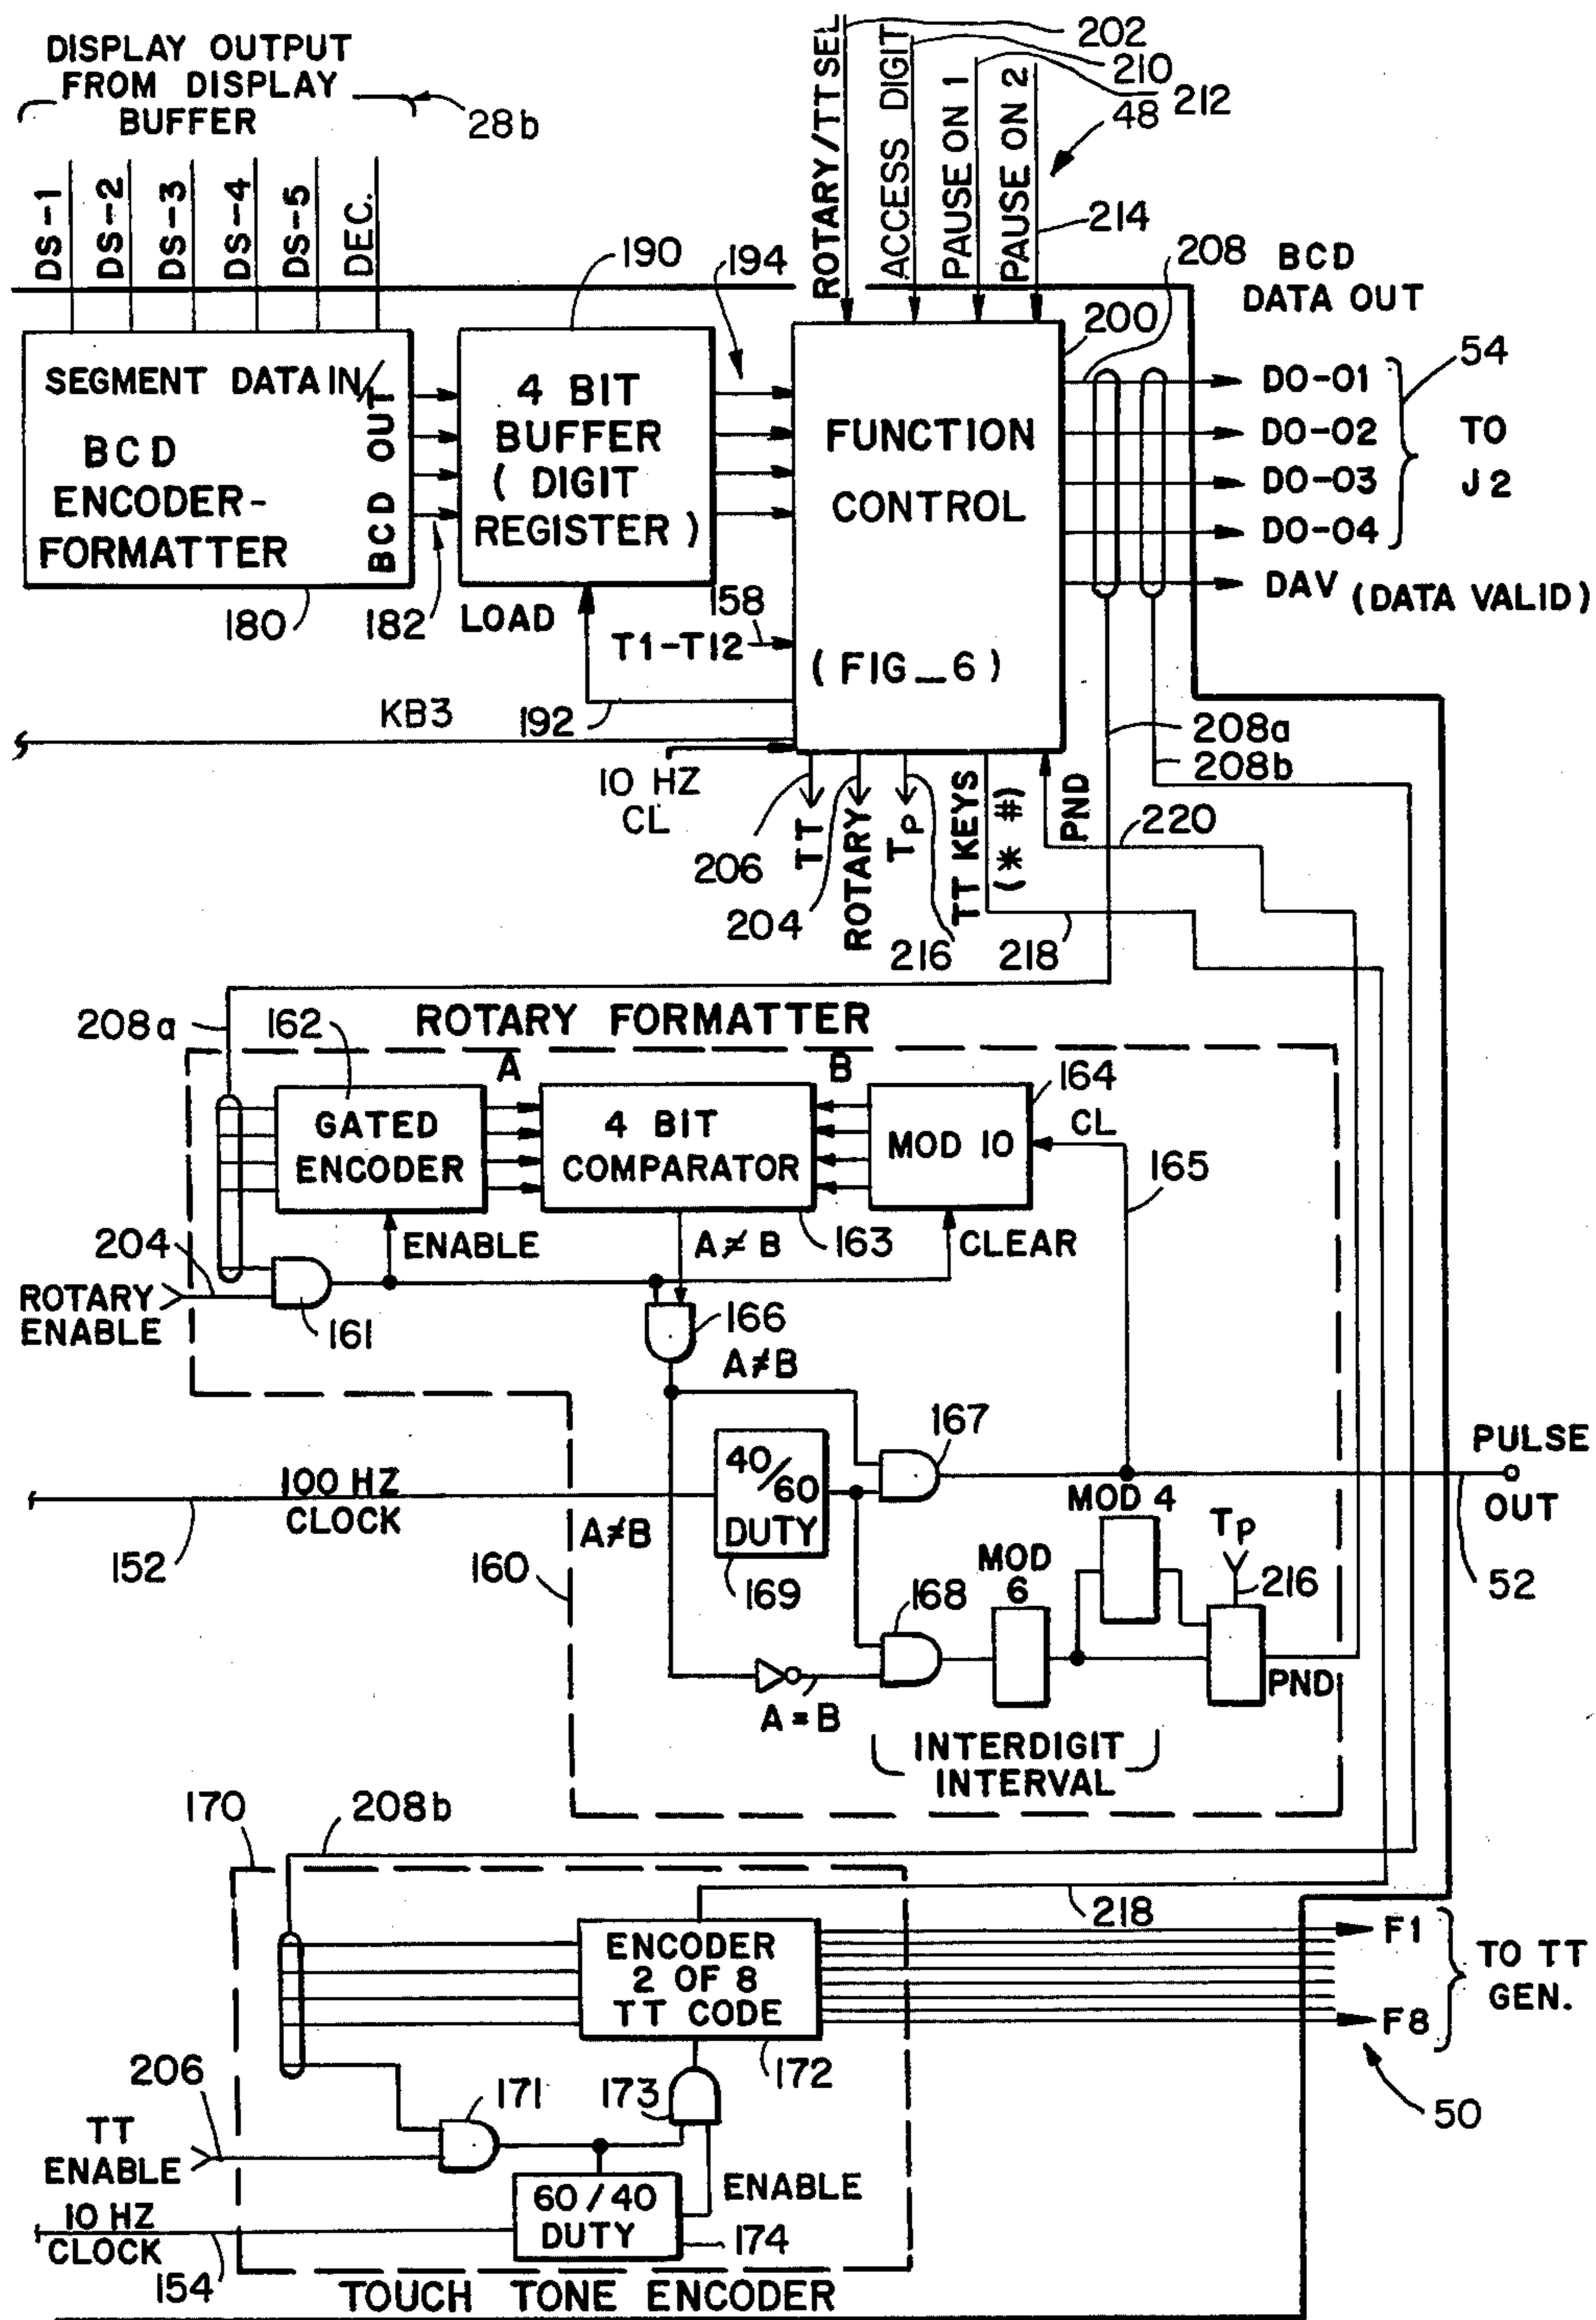 DISPLAY OUTPUT
FROM DISPLAY
BUFFER
28b
DS-1
DS-2
DS-3
DS-4
DS-5
DEC.
ROTARY/TT SEL
ACCESS DIGIT
PAUSE ON 1
PAUSE ON 2
202
210
212
48
214
190
194
208
BCD
DATA OUT
200
54
SEGMENT DATA IN/
BCD
ENCODER-
FORMATTER
BCD OUT
180
182
4 BIT
BUFFER
( DIGIT
REGISTER )
LOAD
FUNCTION
CONTROL
( FIG_6 )
158
T1-T12
192
KB3
10 HZ
CL
DO-01
DO-02
DO-03
DO-04
TO
J2
DAV (DATA VALID)
208a
208b
206
TT
204
ROTARY
216
Tp
TT KEYS
(* #)
218
PND
220
208a
162
ROTARY FORMATTER
A
B
164
CL
GATED
ENCODER
4 BIT
COMPARATOR
MOD 10
165
204
ENABLE
A≠B
163
CLEAR
ROTARY
ENABLE
161
166
A≠B
167
PULSE
OUT
100 HZ
CLOCK
40/60
DUTY
A≠B
MOD 4
Tp
152
160
169
MOD
6
168
216
52
A=B
PND
INTERDIGIT
INTERVAL
170
208b
218
ENCODER
2 OF 8
TT CODE
F1
F8
TO TT
GEN.
172
206
171
173
50
TT
ENABLE
ENABLE
10 HZ
CLOCK
60/40
DUTY
174
154
TOUCH TONE ENCODER